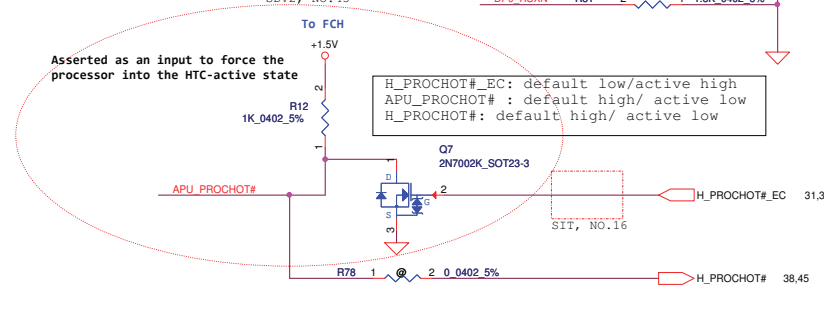 To FCH
+1.5V
Asserted as an input to force the
processor into the HTC-active state
2
R12
1K_0402_5%
1
H_PROCHOT#_EC: default low/active high
APU_PROCHOT# : default high/ active low
H_PROCHOT#: default high/ active low
Q7
2N7002K_SOT23-3
1
D
APU_PROCHOT#
2
G
S
3
H_PROCHOT#_EC 31,3
SIT, NO.16
R78 1 @ 2 0_0402_5%
H_PROCHOT# 38,45